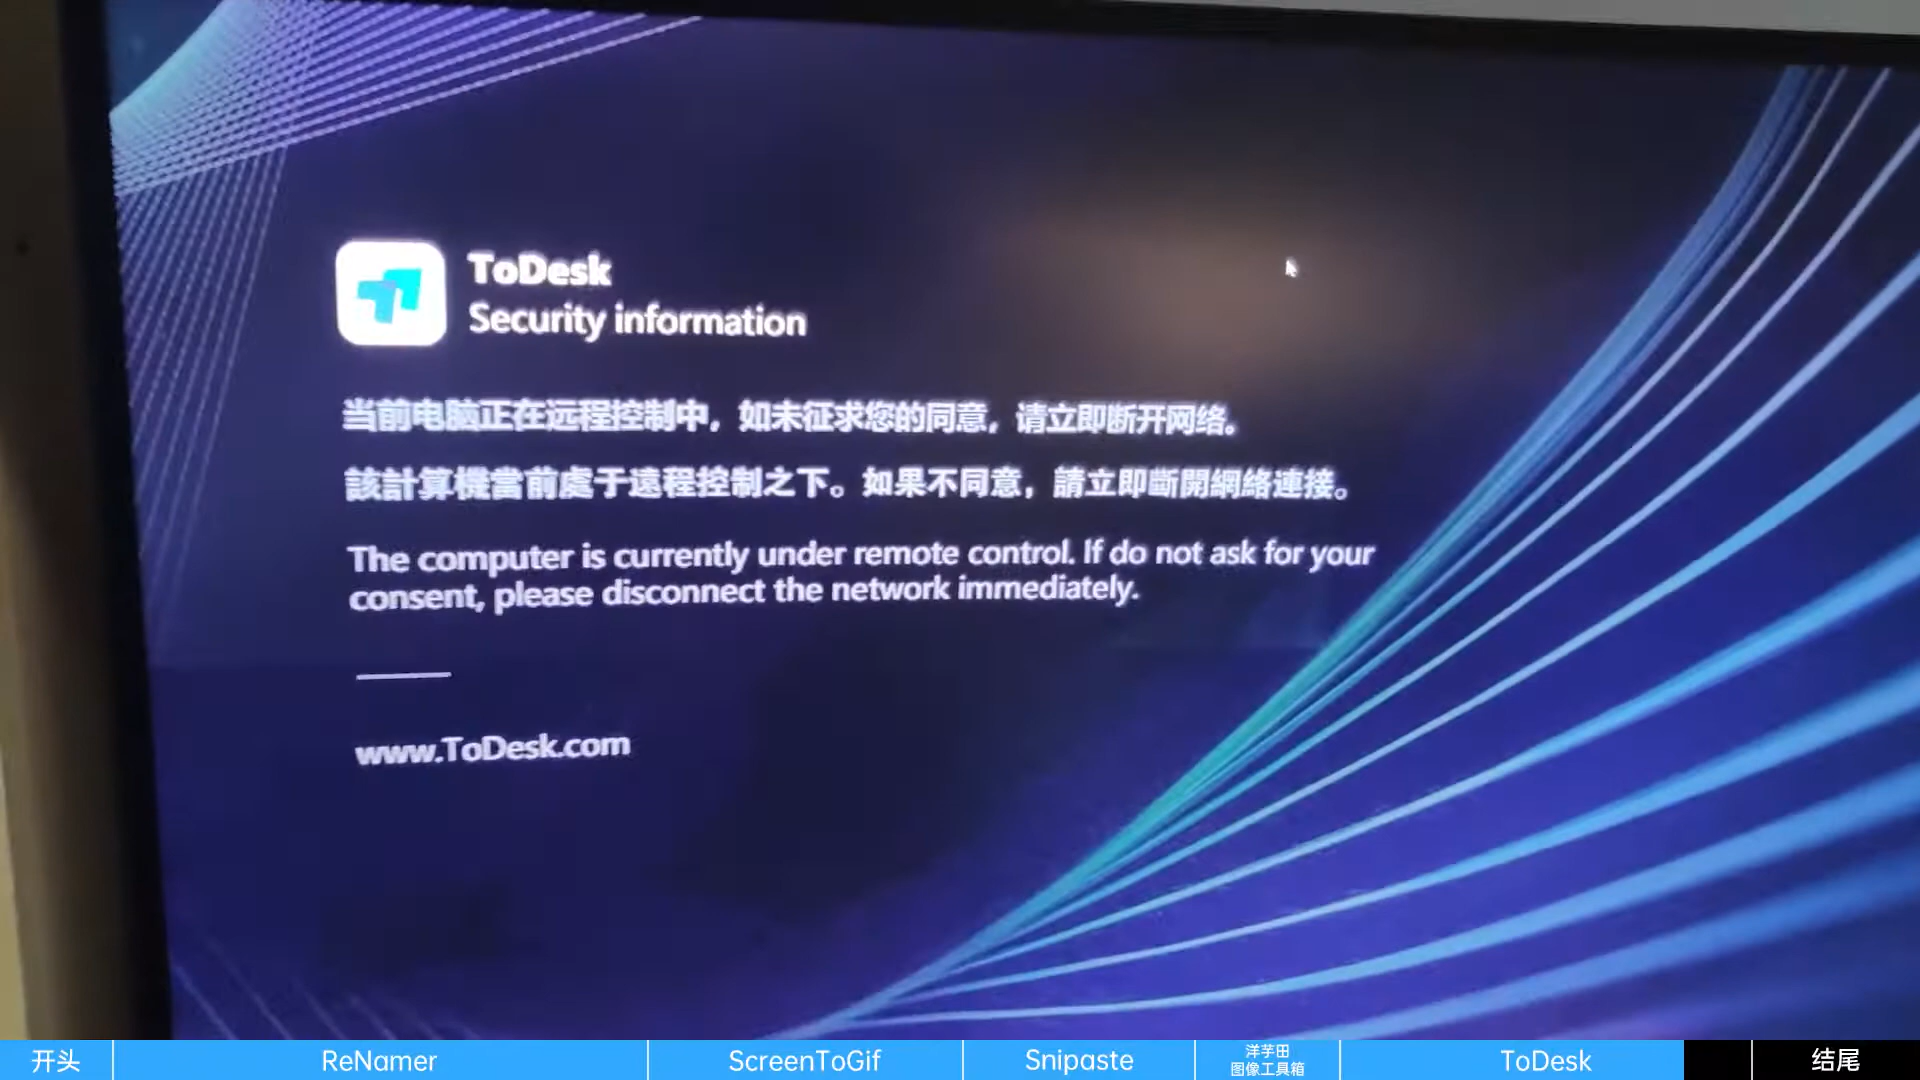 ToDesk
Security information
当前电脑正在远程控制中，如未征求您的同意，请立即断开网络。
該計算機當前處于遠程控制之下。如果不同意，請立即斷開網絡連接。
The computer is currently under remote control. If do not ask for your
consent, please disconnect the network immediately.
www.ToDesk.com
开头
ReNamer
ScreenToGif
Snipaste
洋芋田
图像工具箱
ToDesk
结尾